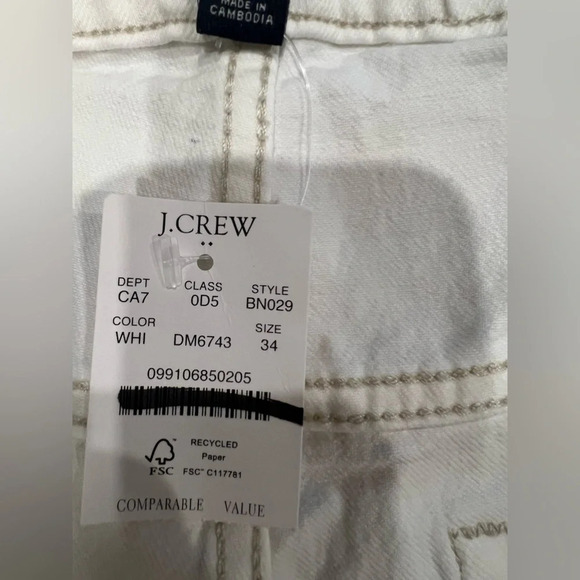 MADE IN
CAMBODIA
J.CREW
DEPT CLASS STYLE
CA7 0D5 BN029
COLOR SIZE
WHI DM6743 34
099106850205
RECYCLED
Paper
FSC FSC™ C117781
COMPARABLE VALUE